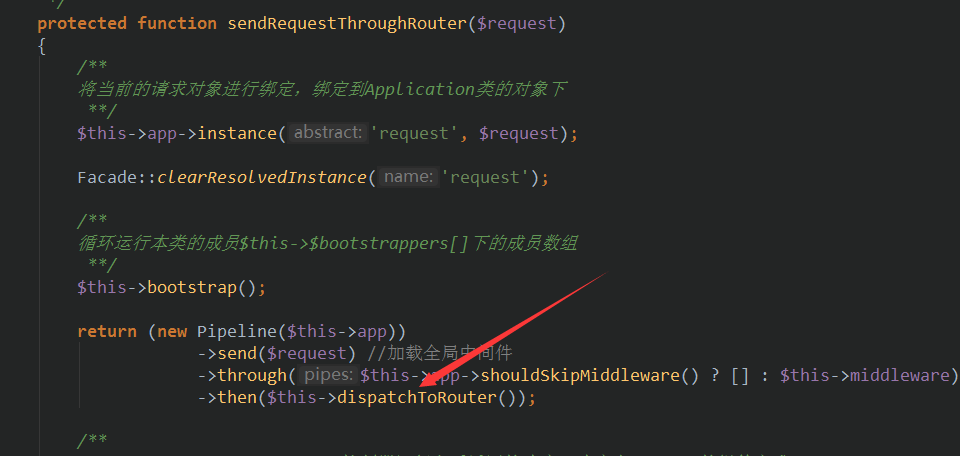 */
protected function sendRequestThroughRouter($request)
{
/**
将当前的请求对象进行绑定，绑定到Application类的对象下
**/
$this->app->instance( abstract: 'request', $request);
Facade::clearResolvedInstance( name: 'request');
/**
循环运行本类的成员$this->$bootstrappers[]下的成员数组
**/
$this->bootstrap();
return (new Pipeline($this->app))
->send($request) //加载全局中间件
->through( pipes: $this->app->shouldSkipMiddleware() ? [] : $this->middleware)
->then($this->dispatchToRouter());
/**